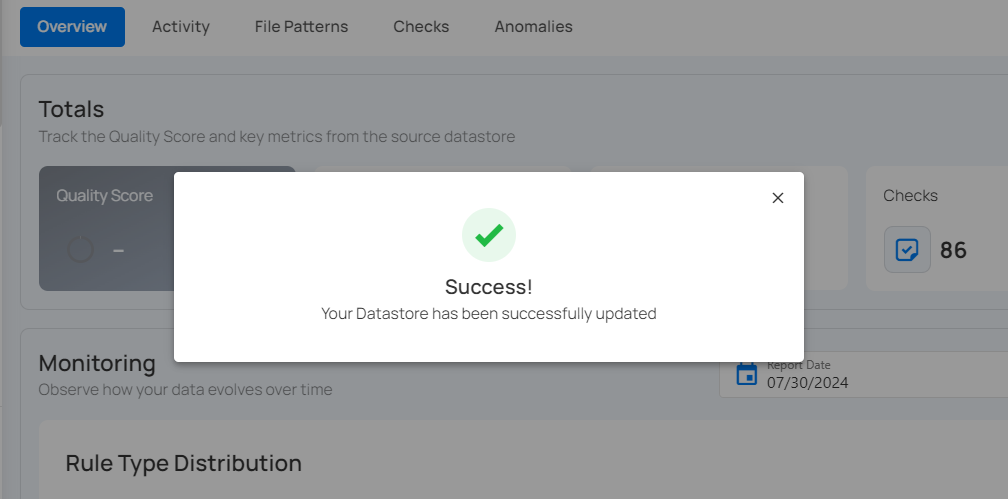 Overview Activity File Patterns Checks Anomalies
Totals
Track the Quality Score and key metrics from the source datastore
Quality Score
Checks
–
86
Success!
Your Datastore has been successfully updated
Monitoring
Observe how your data evolves over time
Report Date
07/30/2024
Rule Type Distribution